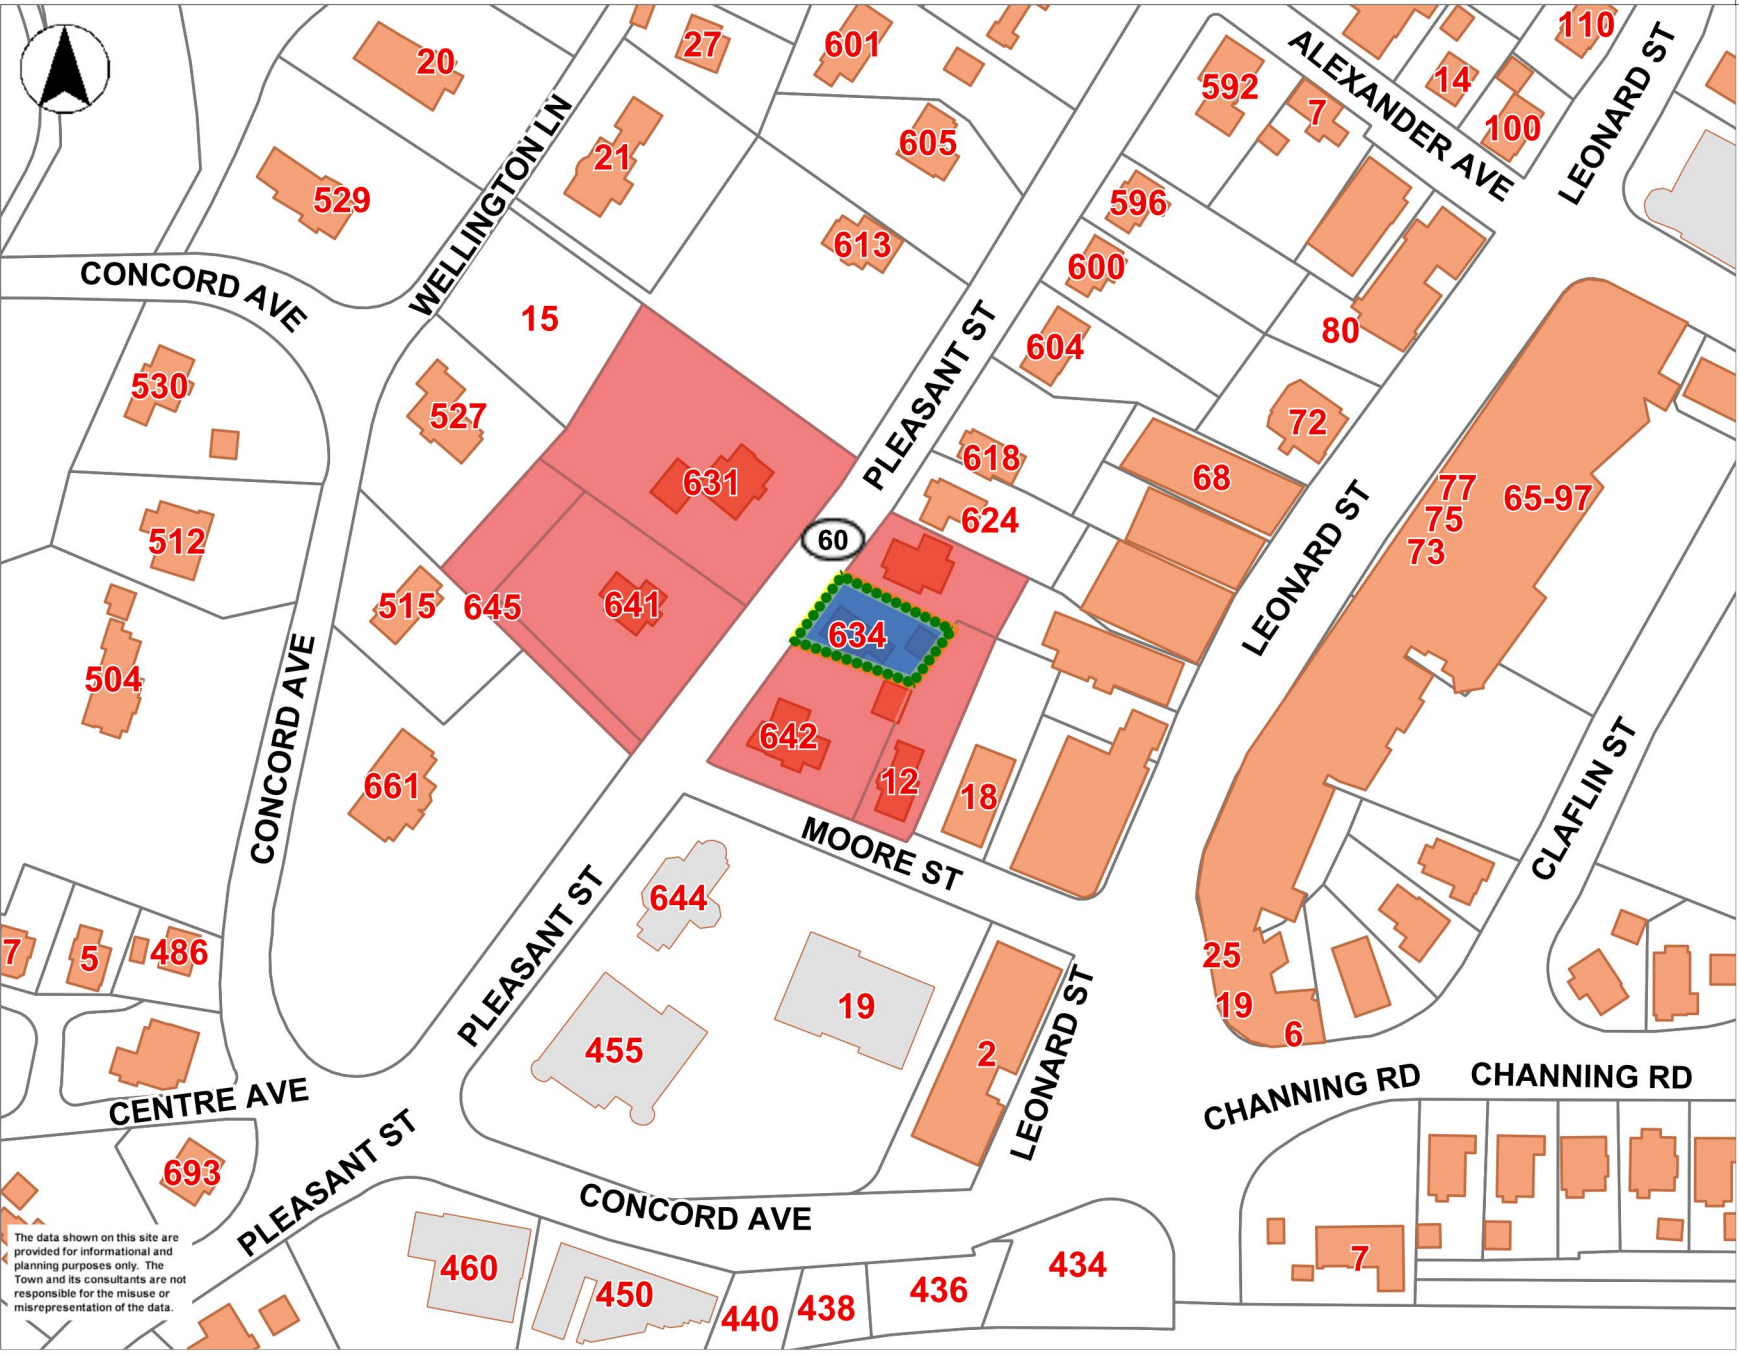 20
27
601
592
7
ALEXANDER AVE
14
110
100
LEONARD ST
529
WELLINGTON LN
21
605
613
596
600
604
80
CONCORD AVE
15
PLEASANT ST
530
527
631
618
624
72
68
77
75
73
65-97
512
60
515
645
641
634
LEONARD ST
504
CONCORD AVE
661
642
12
18
MOORE ST
CLAFLIN ST
644
PLEASANT ST
7
5
486
455
19
2
LEONARD ST
25
19
6
CENTRE AVE
CHANNING RD
CHANNING RD
693
PLEASANT ST
CONCORD AVE
460
450
440
438
436
434
7
The data shown on this site are
provided for informational and
planning purposes only. The
Town and its consultants are not
responsible for the misuse or
misrepresentation of the data.